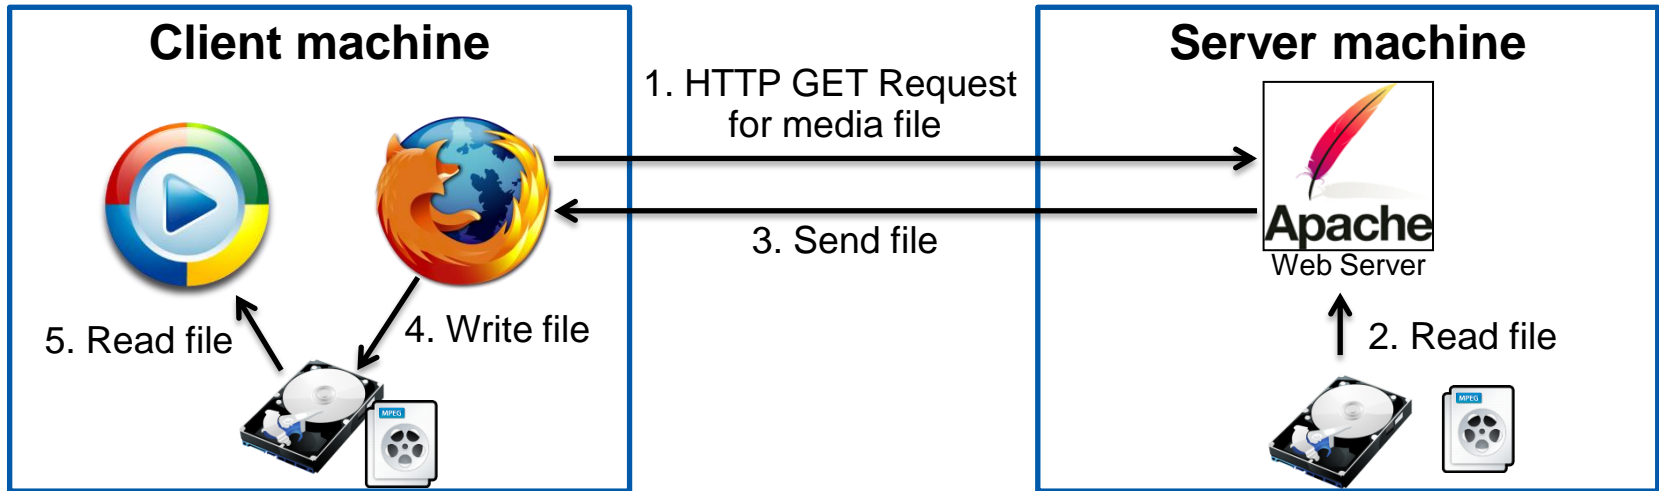 Client machine
Server machine
1. HTTP GET Request
for media file
Apache
Web Server
3. Send file
4. Write file
5. Read file
2. Read file
MPEG
MPEG